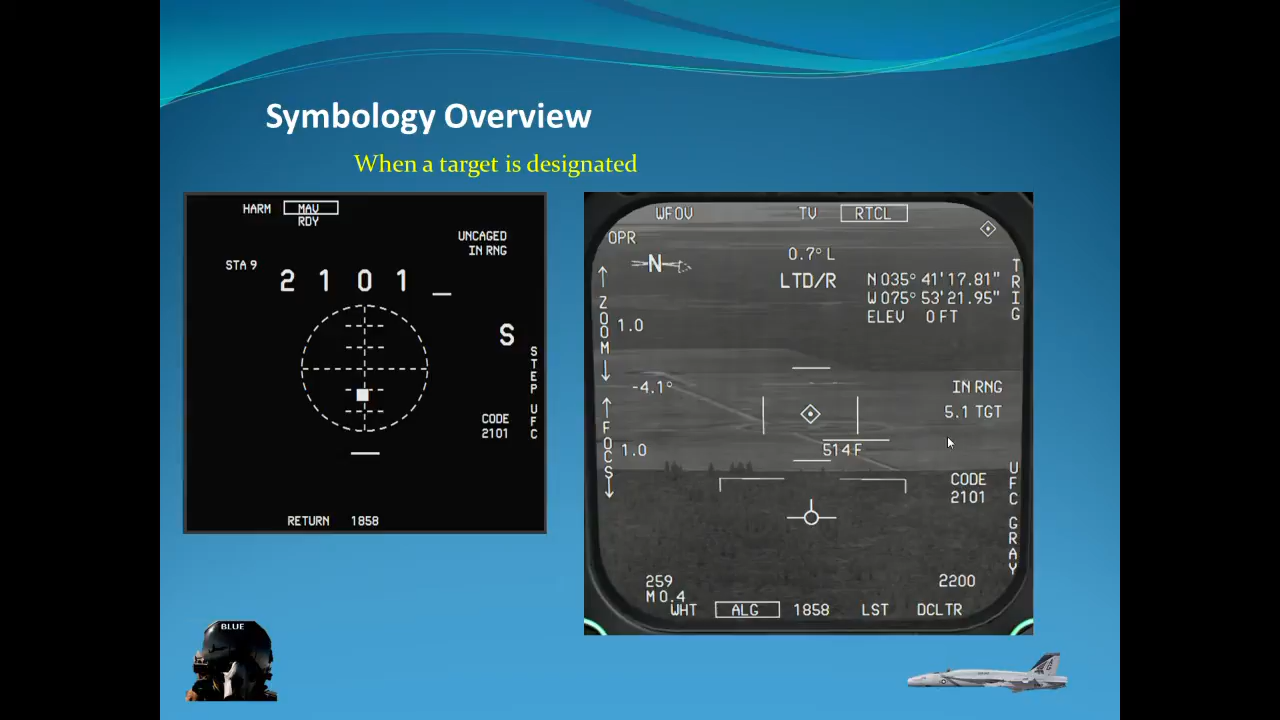 Symbology Overview
When a target is designated
HARM MAV
RDY
UNCAGED
IN RNG
STA 9
2 1 0 1 _
S
STEP
UFC
CODE
2101
RETURN 1858
WFOV TV RTCL
OPR
N
0.7° L
LTD/R
N 035° 41' 17.81"
W 075° 53' 21.95"
ELEV 0 FT
TRIG
ZOOM
1.0
-4.1°
IN RNG
5.1 TGT
FOCS
1.0
514 F
CODE
2101
UFC
GRAY
259
M 0.4
2200
WHT ALG 1858 LST DCLTR
BLUE